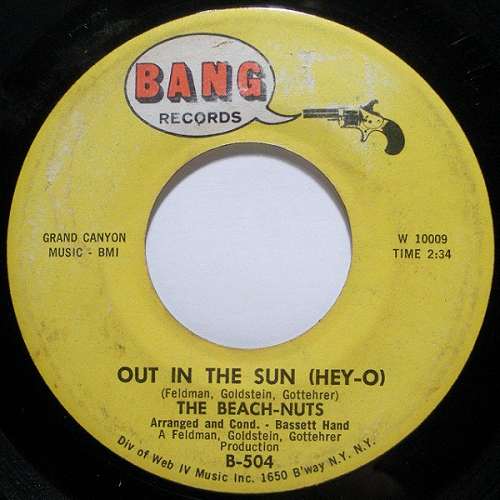 BANG
RECORDS
GRAND CANYON
MUSIC - BMI
W 10009
TIME 2:34
OUT IN THE SUN (HEY-O)
(Feldman, Goldstein, Gottehrer)
THE BEACH-NUTS
Arranged and Cond. - Bassett Hand
A Feldman, Goldstein, Gottehrer
Production
B-504
Div of Web IV Music Inc. 1650 B'way N.Y. N.Y.